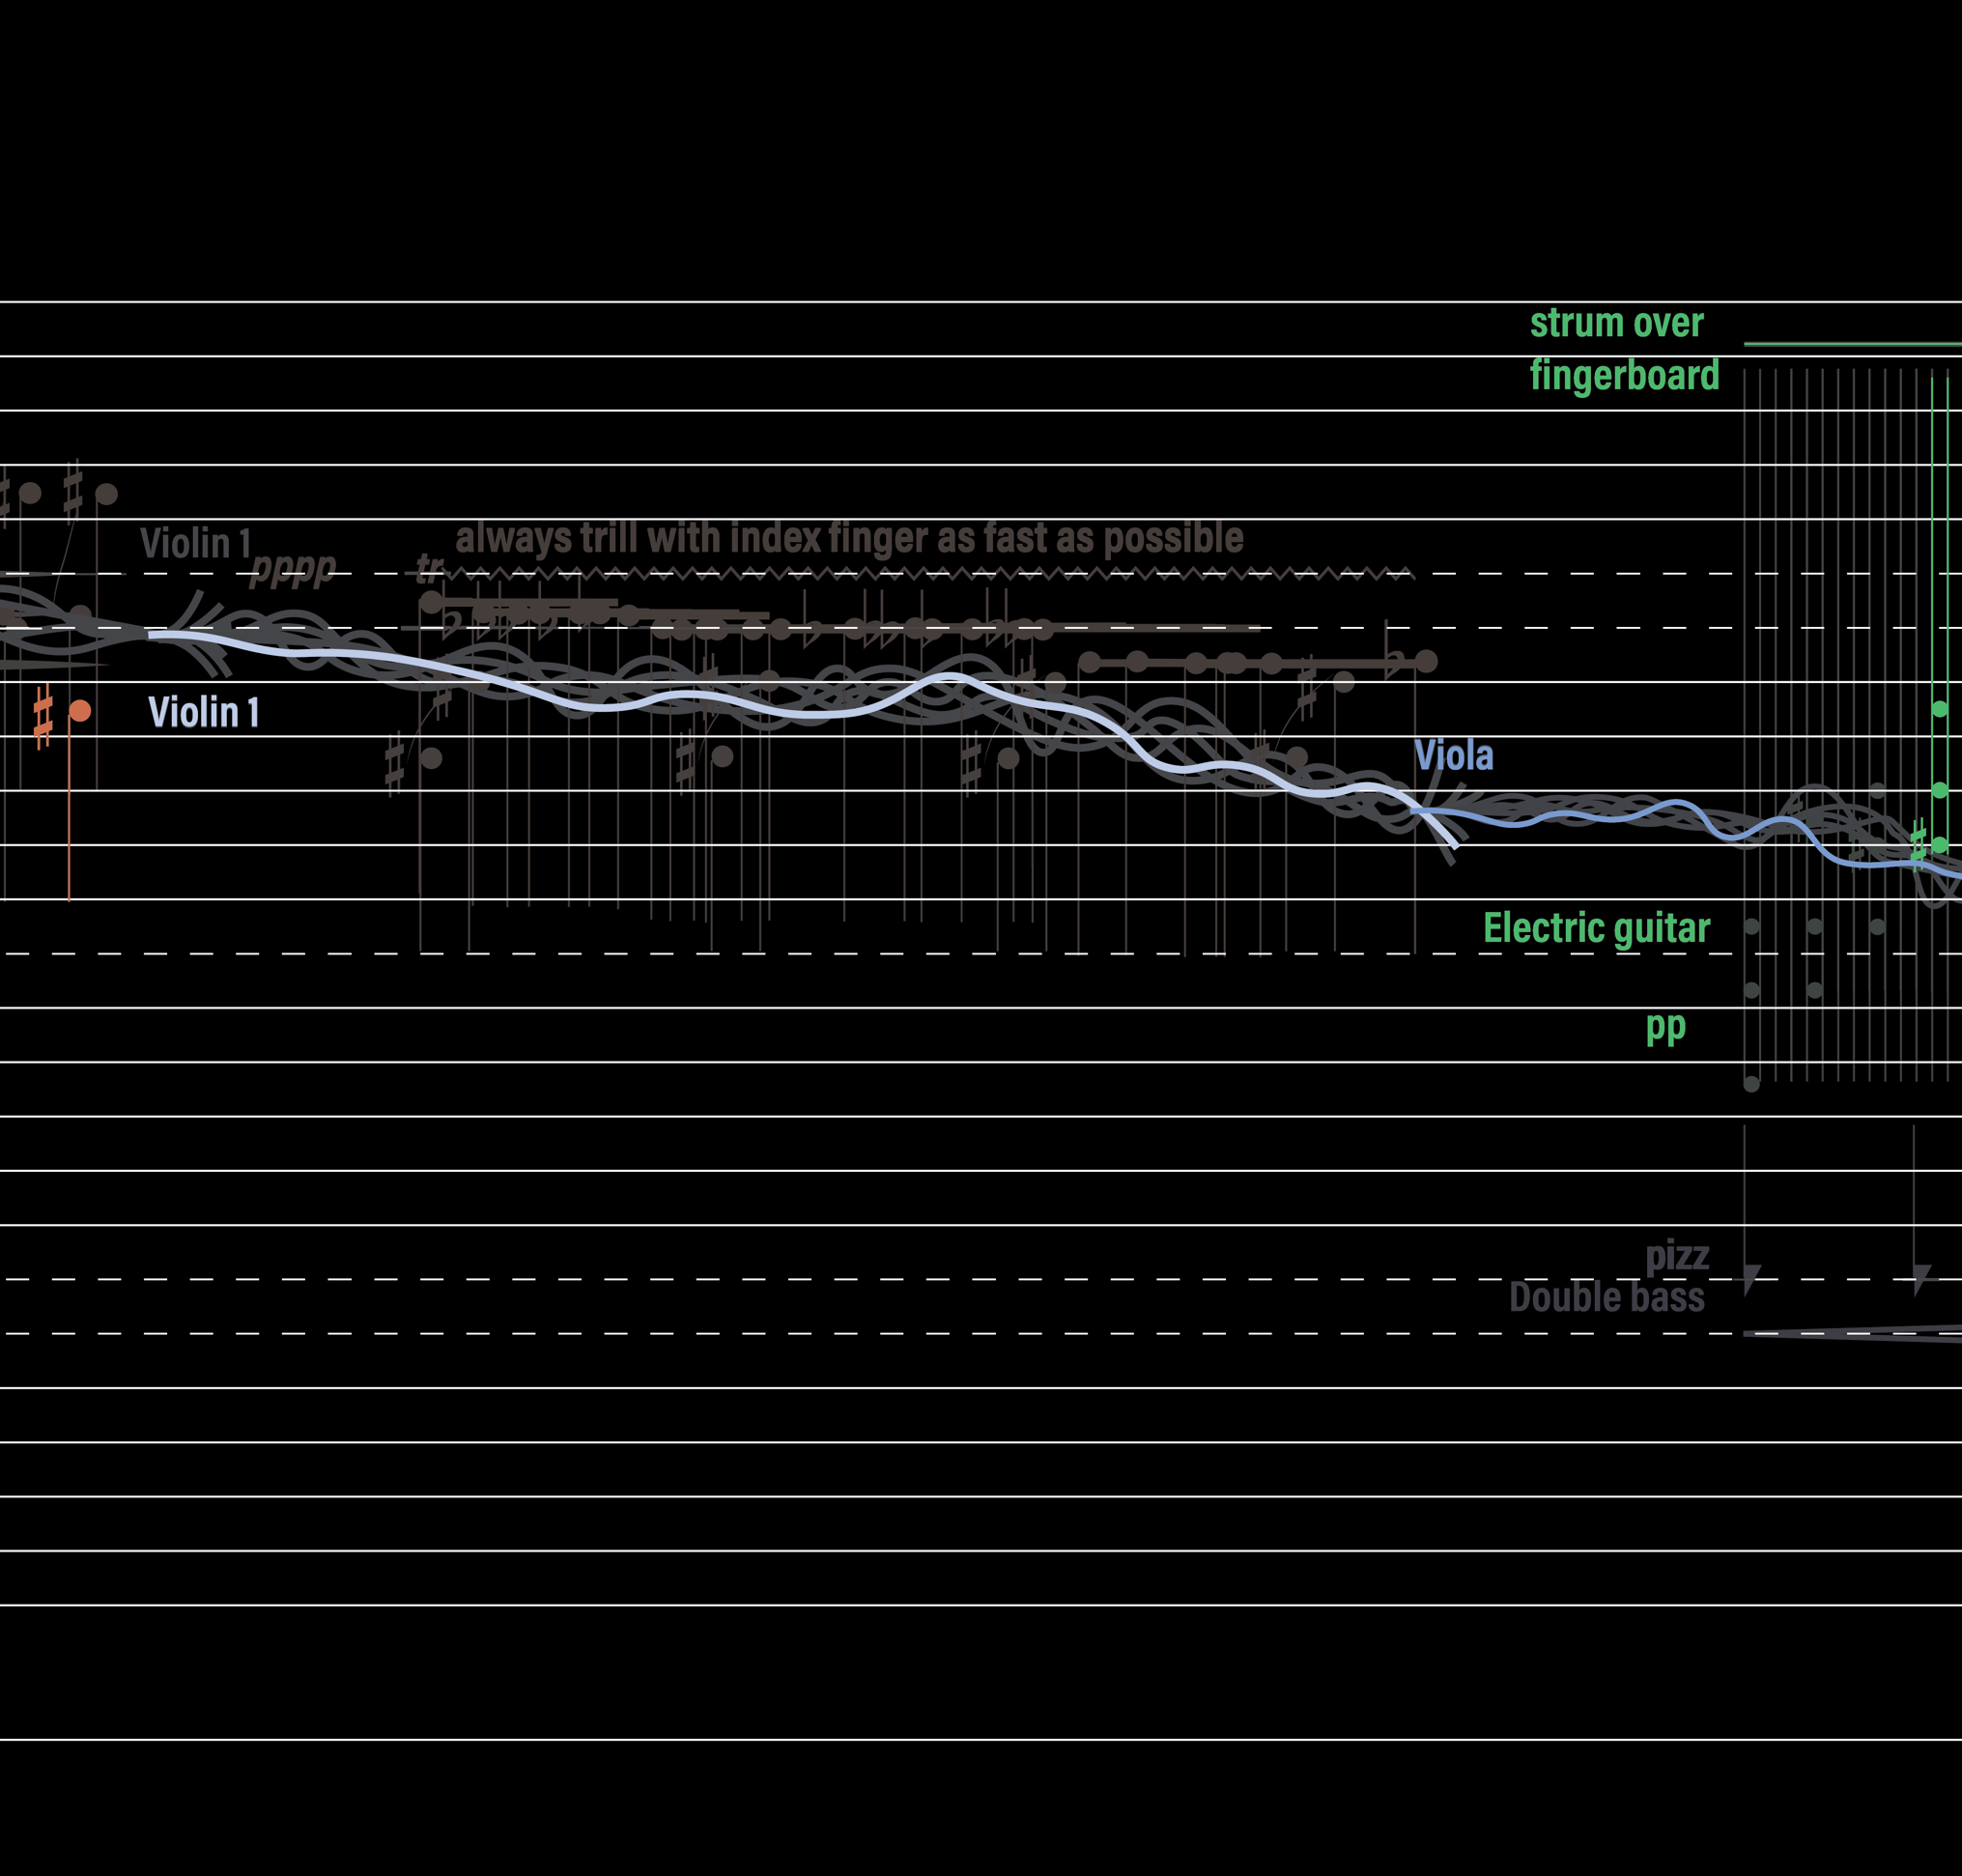 strum over
fingerboard
Violin 1
pppp
tr
always trill with index finger as fast as possible
Violin 1
Viola
Electric guitar
pp
pizz
Double bass